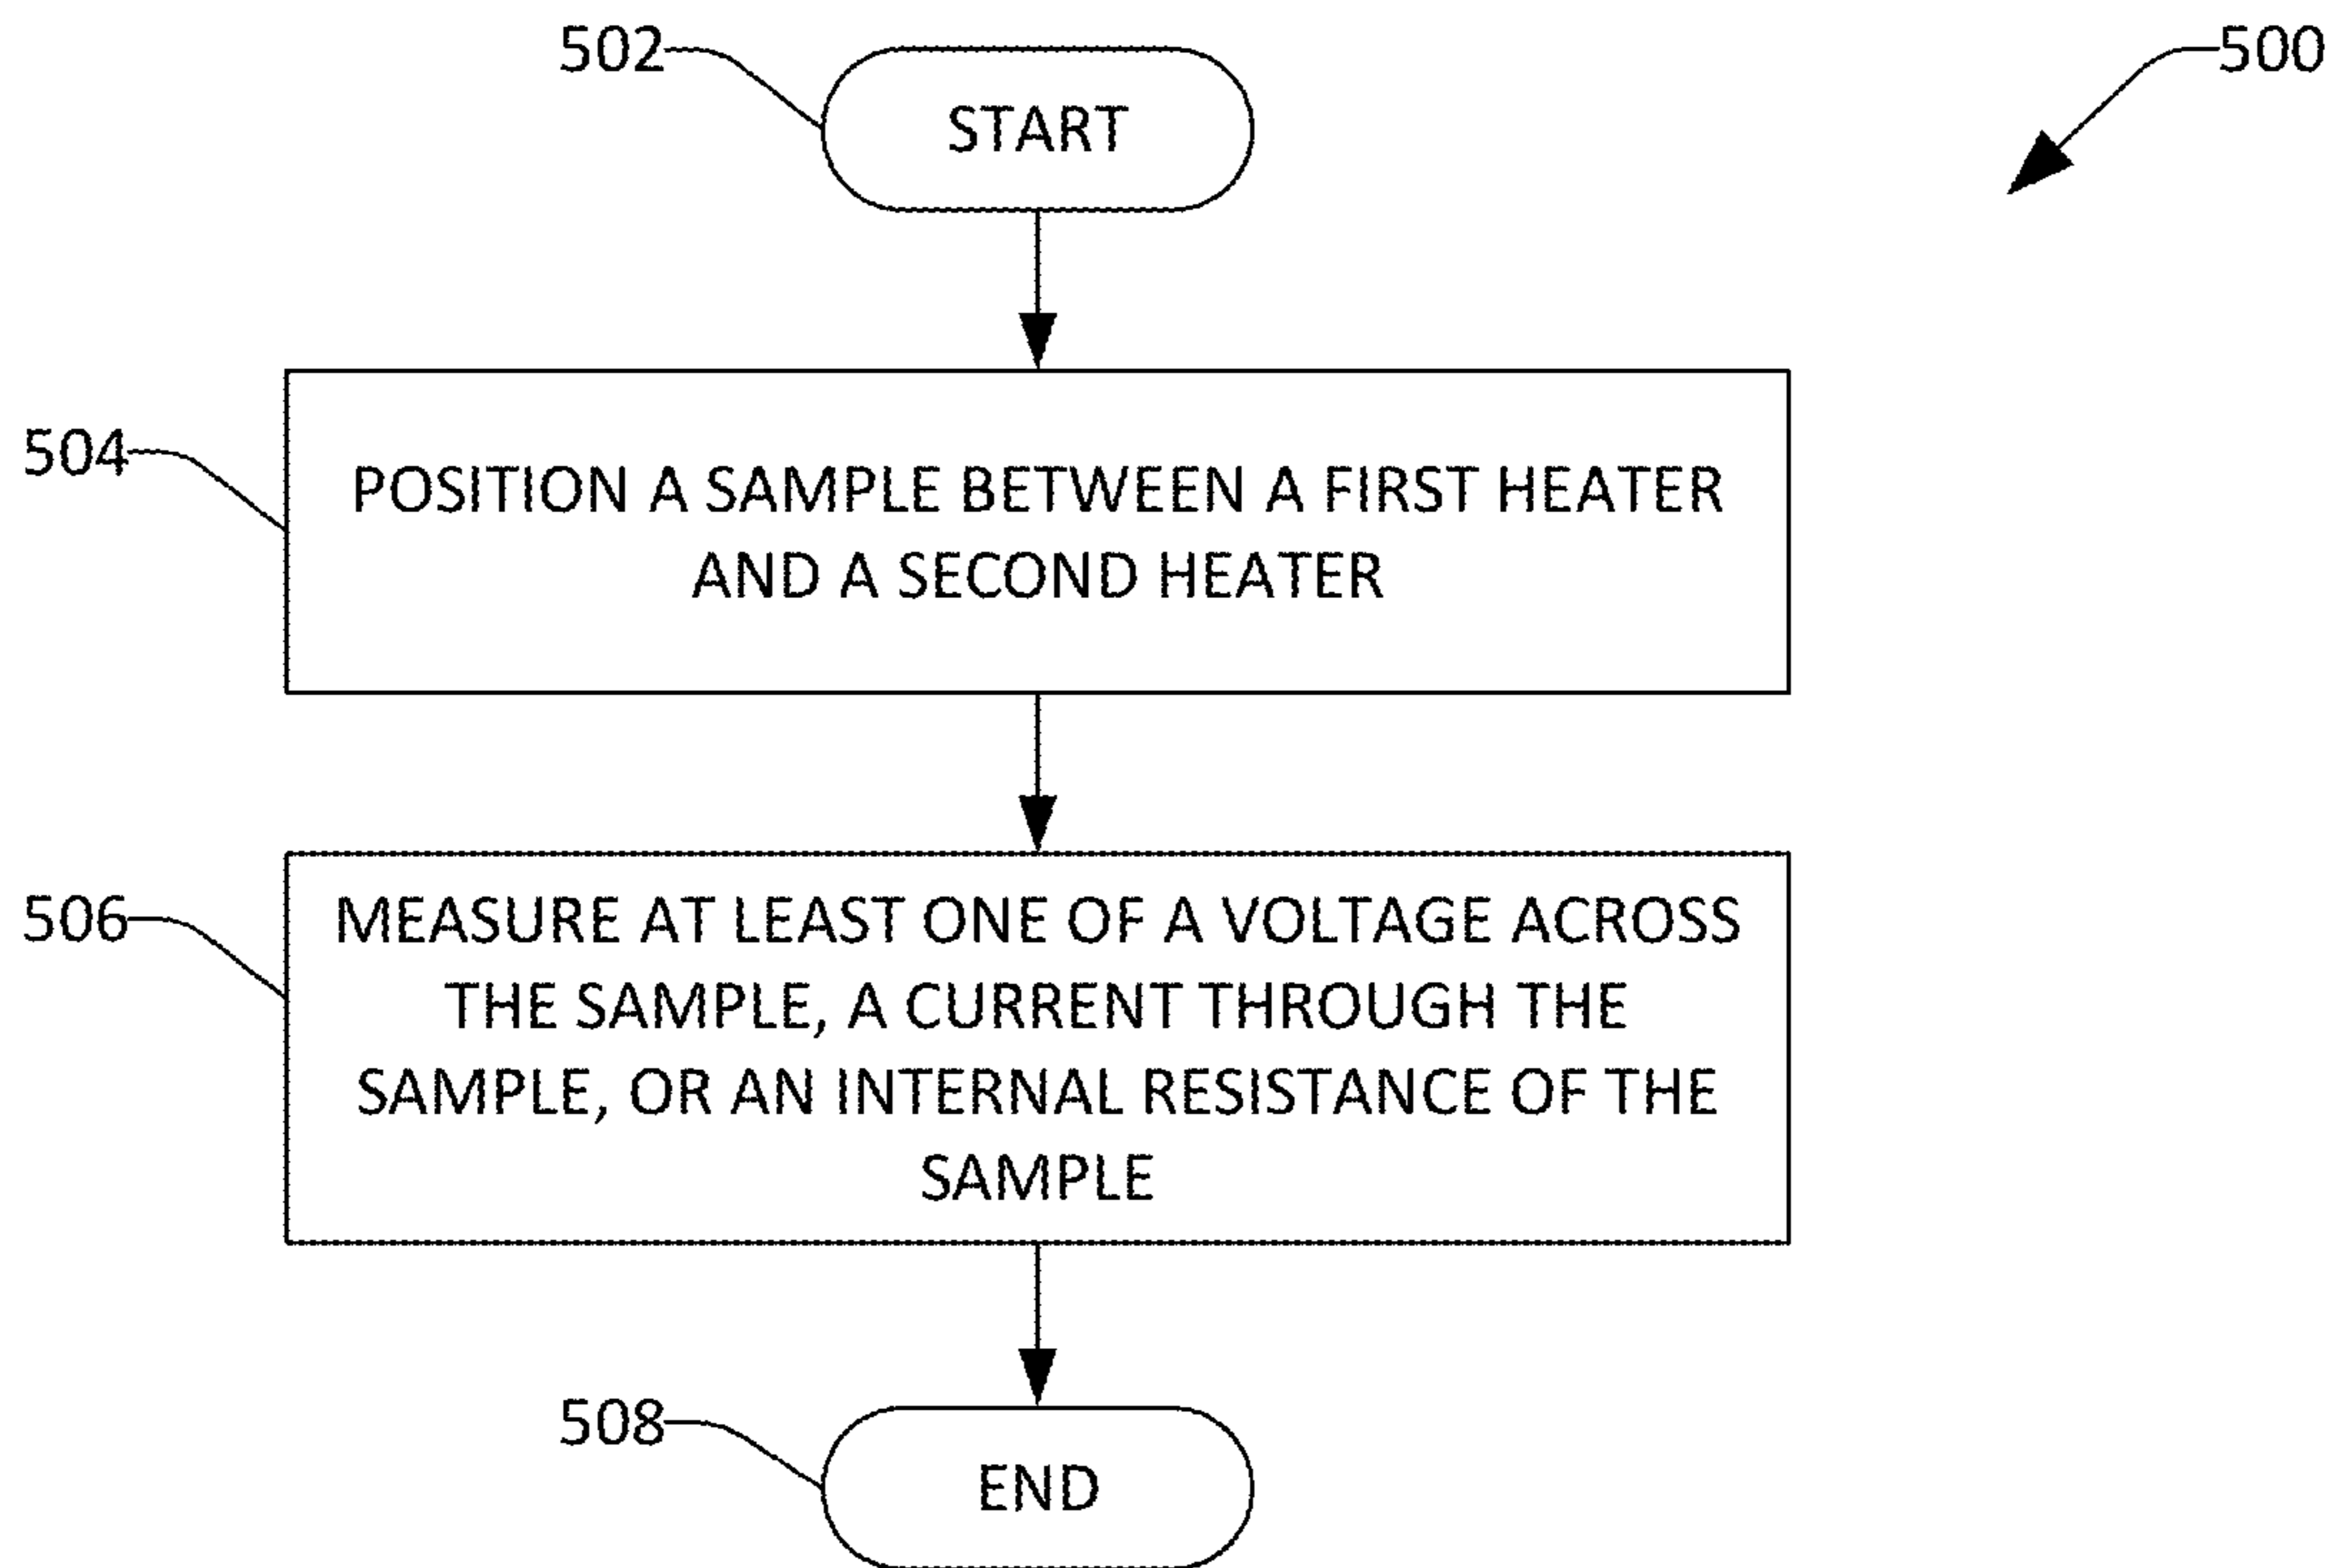 502
500
START
504
POSITION A SAMPLE BETWEEN A FIRST HEATER
AND A SECOND HEATER
506
MEASURE AT LEAST ONE OF A VOLTAGE ACROSS
THE SAMPLE, A CURRENT THROUGH THE
SAMPLE, OR AN INTERNAL RESISTANCE OF THE
SAMPLE
508
END